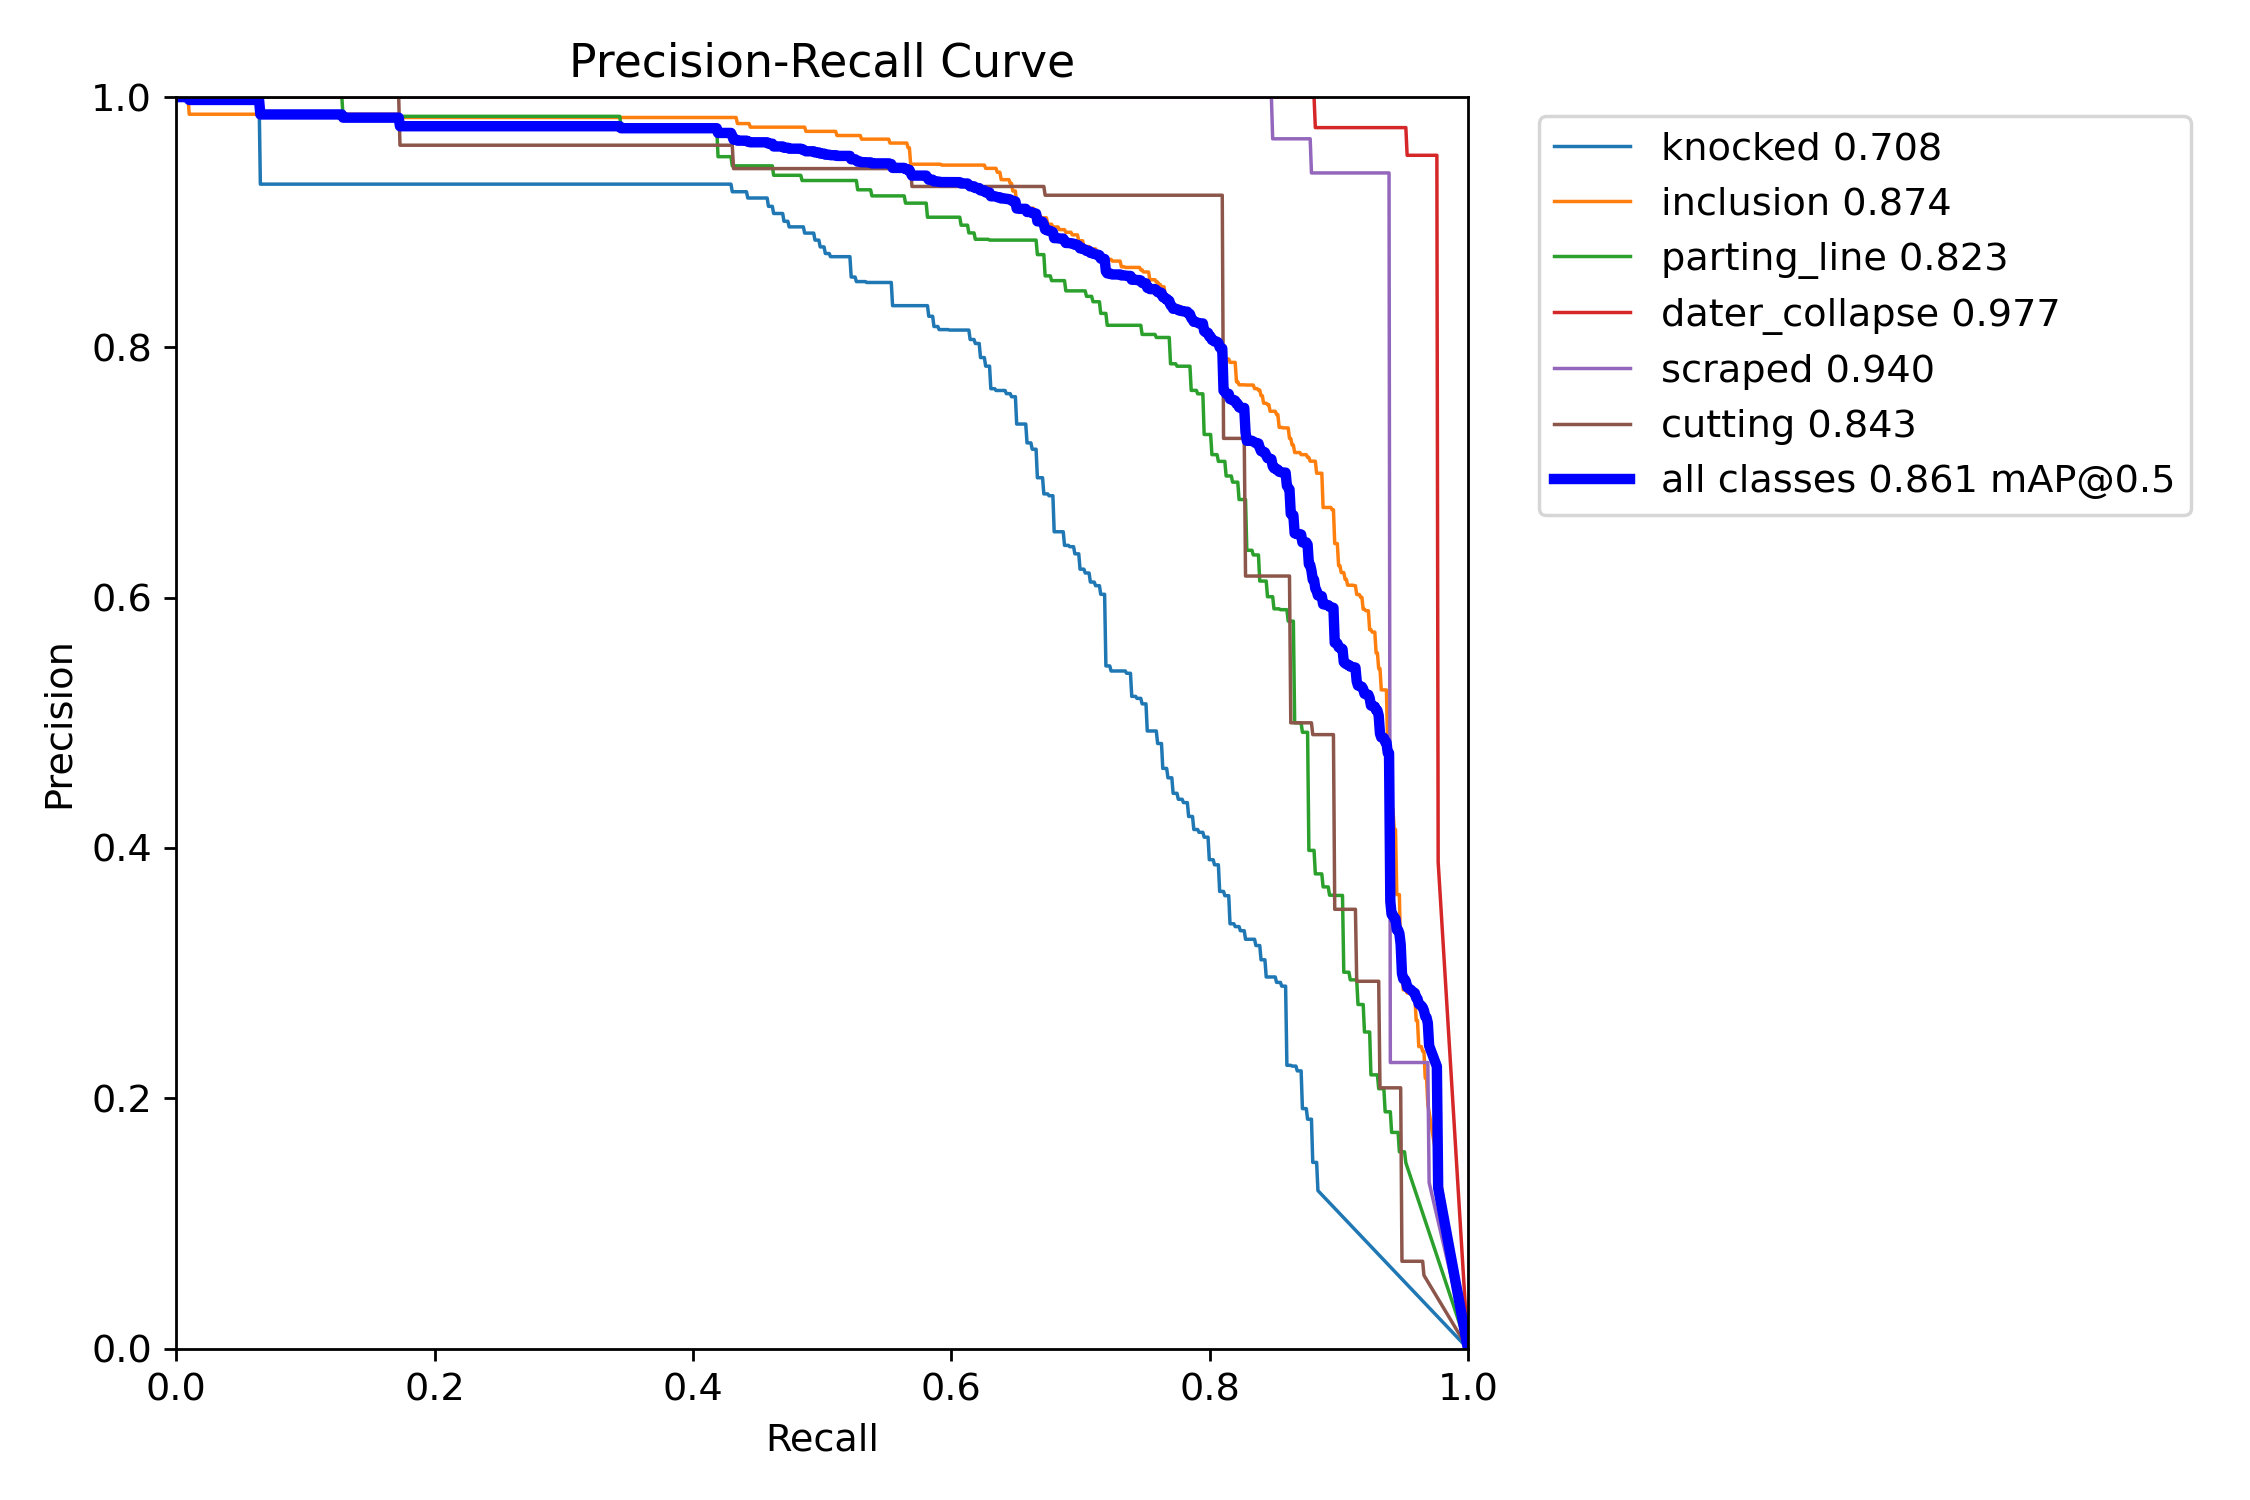 Precision-Recall Curve
1.0
0.8
0.6
0.4
0.2
0.0
Precision
0.0 0.2 0.4 0.6 0.8 1.0
Recall
knocked 0.708
inclusion 0.874
parting_line 0.823
dater_collapse 0.977
scraped 0.940
cutting 0.843
all classes 0.861 mAP@0.5